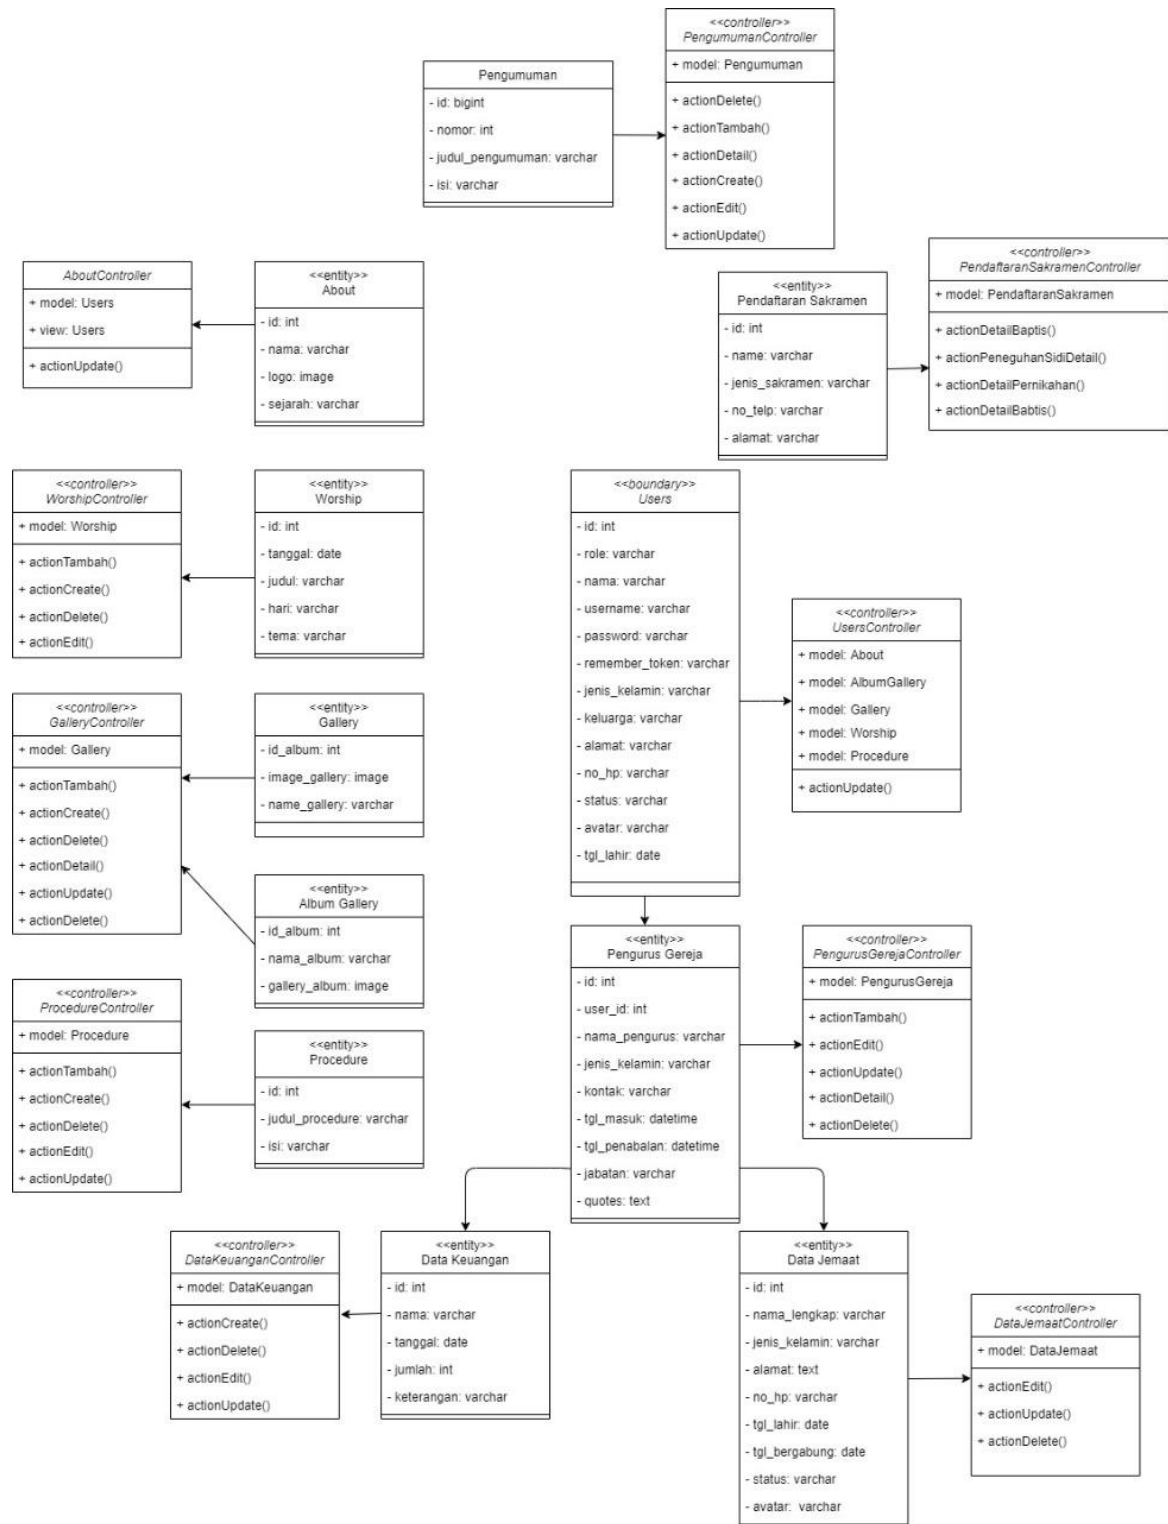 <<controller>>
PengumumanController
+ model: Pengumuman
+ actionDelete()
+ actionTambah()
+ actionDetail()
+ actionCreate()
+ actionEdit()
+ actionUpdate()
Pengumuman
- id: bigint
- nomor: int
- judul_pengumuman: varchar
- isi: varchar
<<controller>>
PendaftaranSakramenController
+ model: PendaftaranSakramen
+ actionDetailBaptis()
+ actionPeneguhanSidiDetail()
+ actionDetailPernikahan()
+ actionDetailBabtis()
<<entity>>
Pendaftaran Sakramen
- id: int
- name: varchar
- jenis_sakramen: varchar
- no_telp: varchar
- alamat: varchar
AboutController
+ model: Users
+ view: Users
+ actionUpdate()
<<entity>>
About
- id: int
- nama: varchar
- logo: image
- sejarah: varchar
<<controller>>
WorshipController
+ model: Worship
+ actionTambah()
+ actionCreate()
+ actionDelete()
+ actionEdit()
<<entity>>
Worship
- id: int
- tanggal: date
- judul: varchar
- hari: varchar
- tema: varchar
<<boundary>>
Users
- id: int
- role: varchar
- nama: varchar
- username: varchar
- password: varchar
- remember_token: varchar
- jenis_kelamin: varchar
- keluarga: varchar
- alamat: varchar
- no_hp: varchar
- status: varchar
- avatar: varchar
- tgl_lahir: date
<<controller>>
UsersController
+ model: About
+ model: AlbumGallery
+ model: Gallery
+ model: Worship
+ model: Procedure
+ actionUpdate()
<<controller>>
GalleryController
+ model: Gallery
+ actionTambah()
+ actionCreate()
+ actionDelete()
+ actionDetail()
+ actionUpdate()
+ actionDelete()
<<entity>>
Gallery
- id_album: int
- image_gallery: image
- name_gallery: varchar
<<entity>>
Album Gallery
- id_album: int
- nama_album: varchar
- gallery_album: image
<<controller>>
ProcedureController
+ model: Procedure
+ actionTambah()
+ actionCreate()
+ actionDelete()
+ actionEdit()
+ actionUpdate()
<<entity>>
Procedure
- id: int
- judul_procedure: varchar
- isi: varchar
<<entity>>
Pengurus Gereja
- id: int
- user_id: int
- nama_pengurus: varchar
- jenis_kelamin: varchar
- kontak: varchar
- tgl_masuk: datetime
- tgl_penabalan: datetime
- jabatan: varchar
- quotes: text
<<controller>>
PengurusGerejaController
+ model: PengurusGereja
+ actionTambah()
+ actionEdit()
+ actionUpdate()
+ actionDetail()
+ actionDelete()
<<controller>>
DataKeuanganController
+ model: DataKeuangan
+ actionCreate()
+ actionDelete()
+ actionEdit()
+ actionUpdate()
<<entity>>
Data Keuangan
- id: int
- nama: varchar
- tanggal: date
- jumlah: int
- keterangan: varchar
<<entity>>
Data Jemaat
- id: int
- nama_lengkap: varchar
- jenis_kelamin: varchar
- alamat: text
- no_hp: varchar
- tgl_lahir: date
- tgl_bergabung: date
- status: varchar
- avatar: varchar
<<controller>>
DataJemaatController
+ model: DataJemaat
+ actionEdit()
+ actionUpdate()
+ actionDelete()